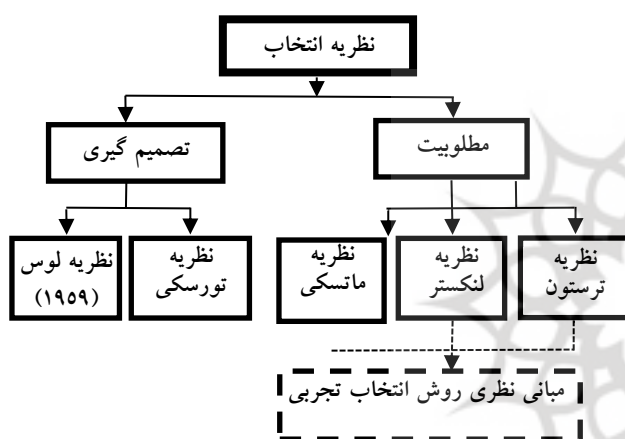 نظریه انتخاب
مطلوبیت
تصمیم گیری
نظریه
ترستون
نظریه
لنکستر
نظریه
ماتسکی
نظریه
تورسکی
نظریه لوس
(۱۹۵۹)
مبانی نظری روش انتخاب تجربی